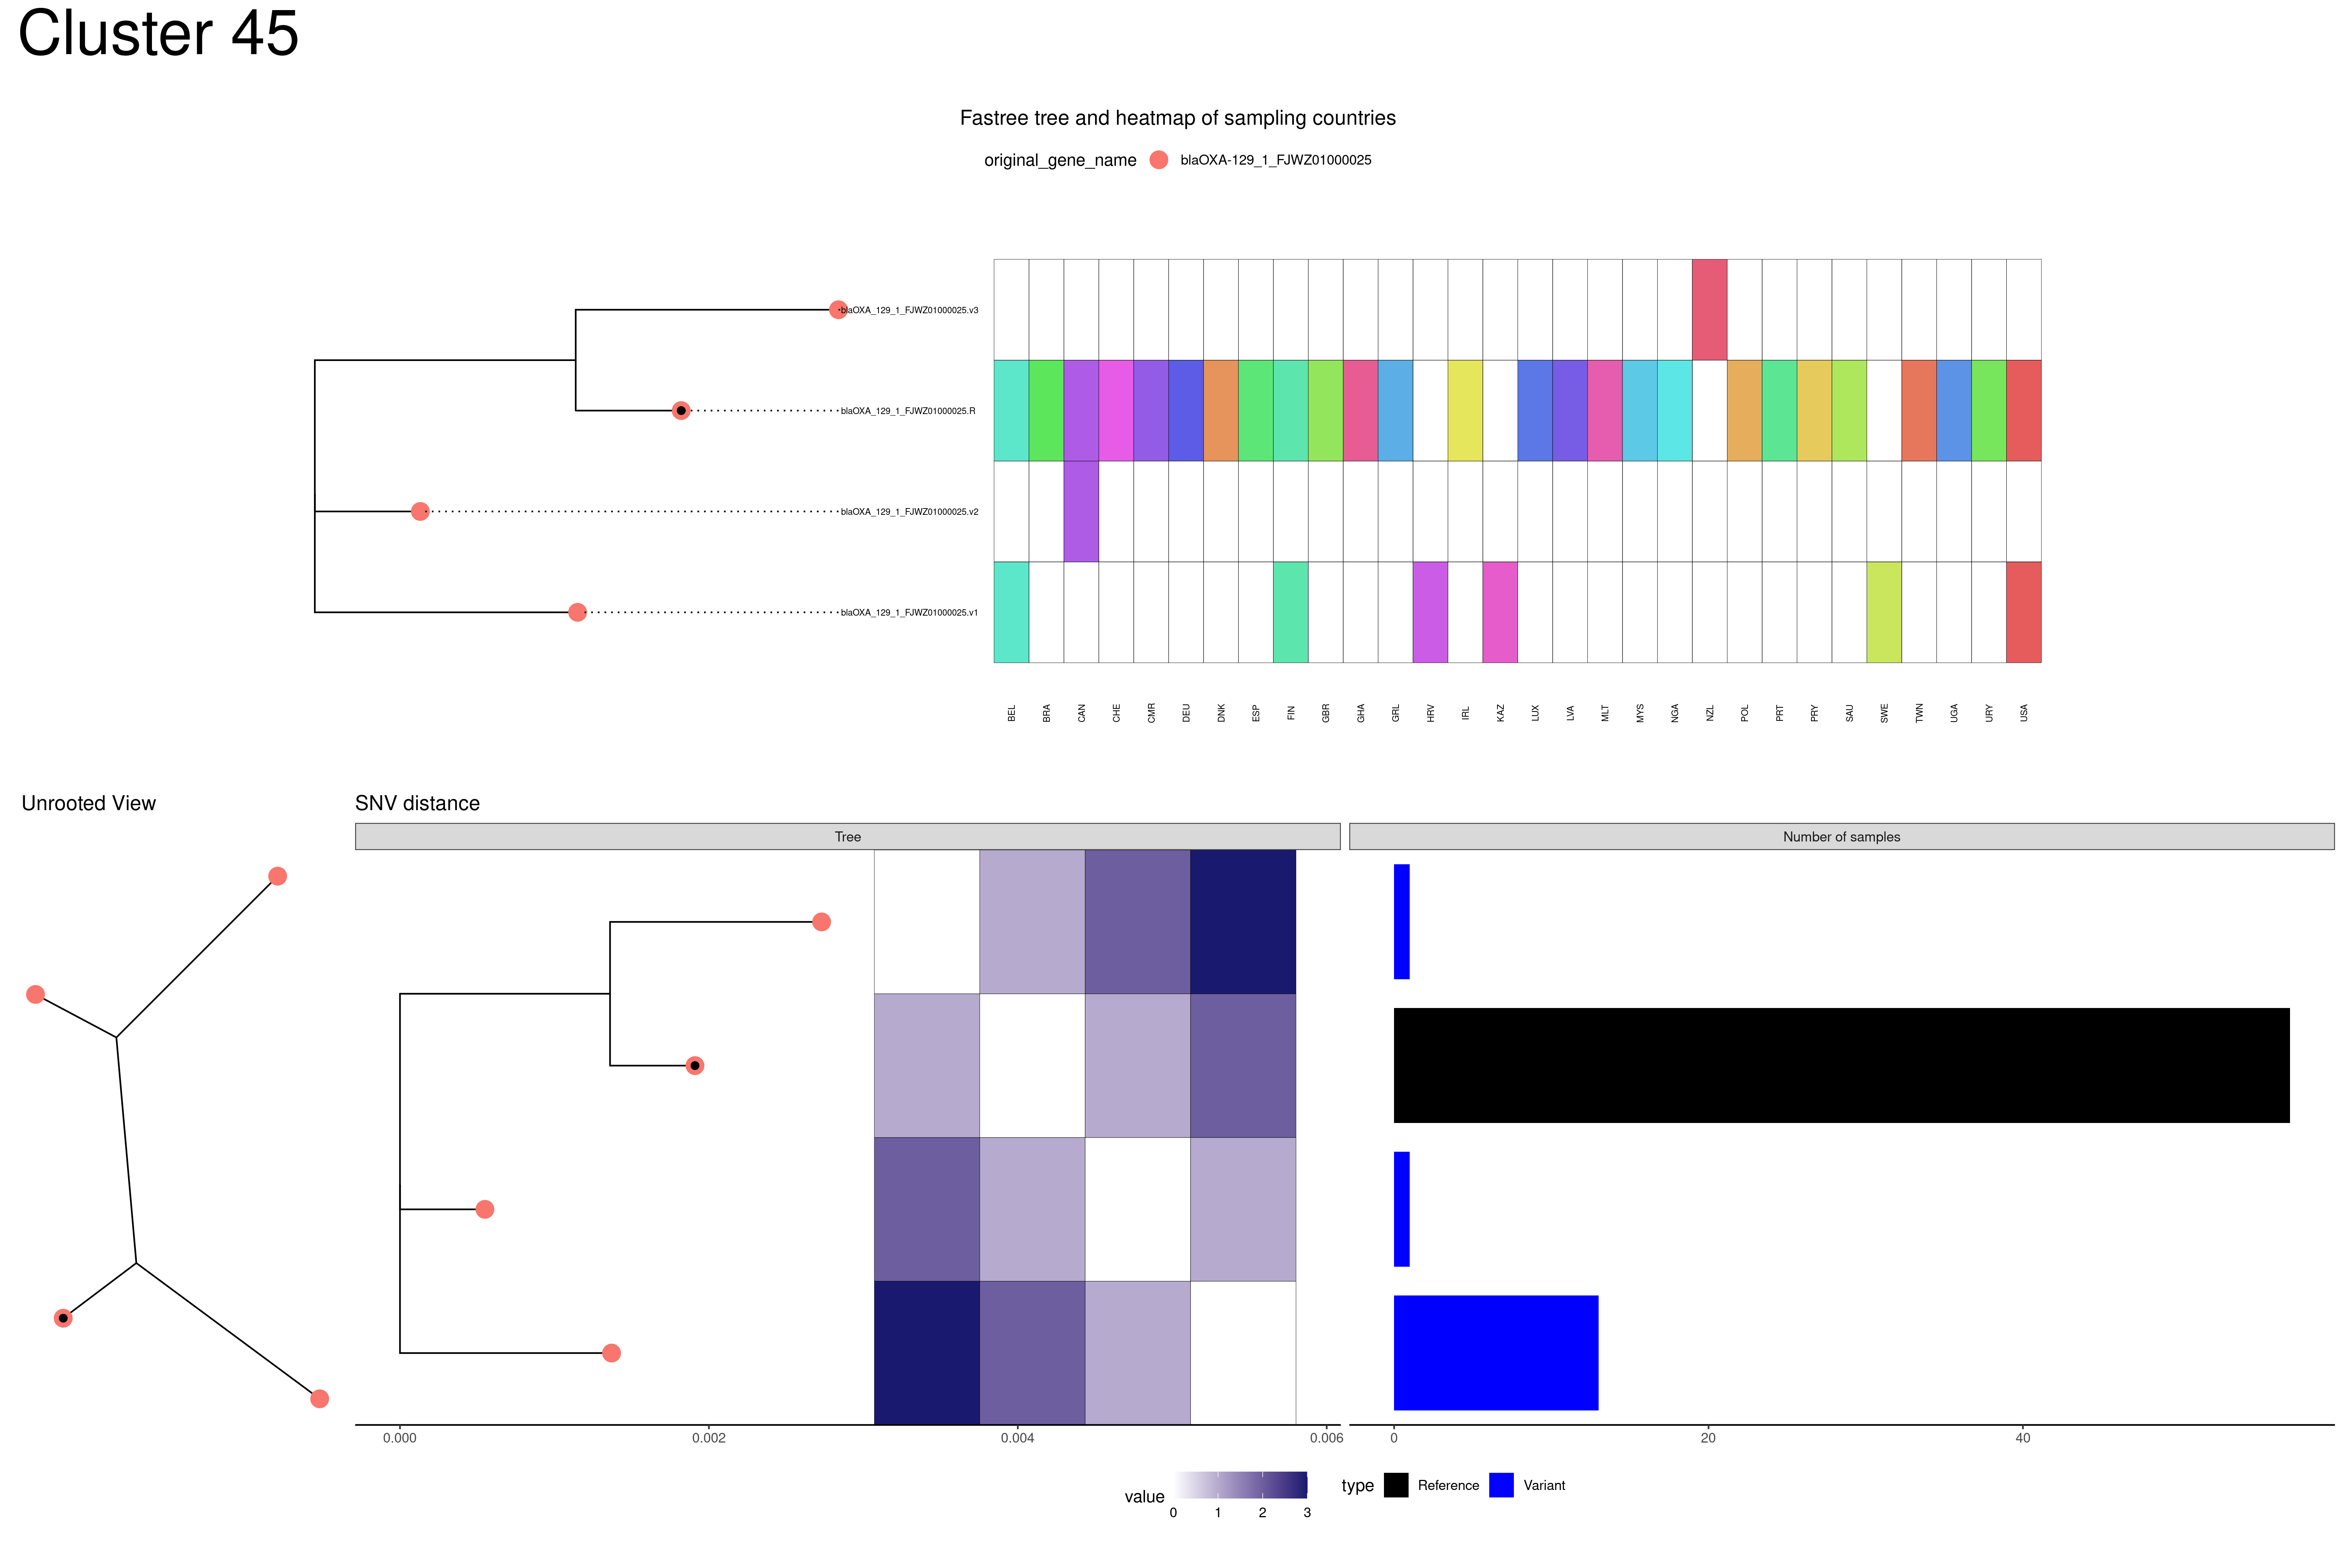 Cluster 45
Fastree tree and heatmap of sampling countries
original_gene_name blaOXA-129_1_FJWZ01000025
blaOXA_129_1_FJWZ01000025.v3
blaOXA_129_1_FJWZ01000025.R
blaOXA_129_1_FJWZ01000025.v2
blaOXA_129_1_FJWZ01000025.v1
BEL BRA CAN CHE CMR DEU DNK ESP FIN GBR GHA GRL HRV IRL KAZ LUX LVA MLT MYS NGA NZL POL PRT PRY SAU SWE TWN UGA URY USA
Unrooted View
SNV distance
Tree
Number of samples
0.000 0.002 0.004 0.006
0 20 40
value
0 1 2 3
type Reference Variant